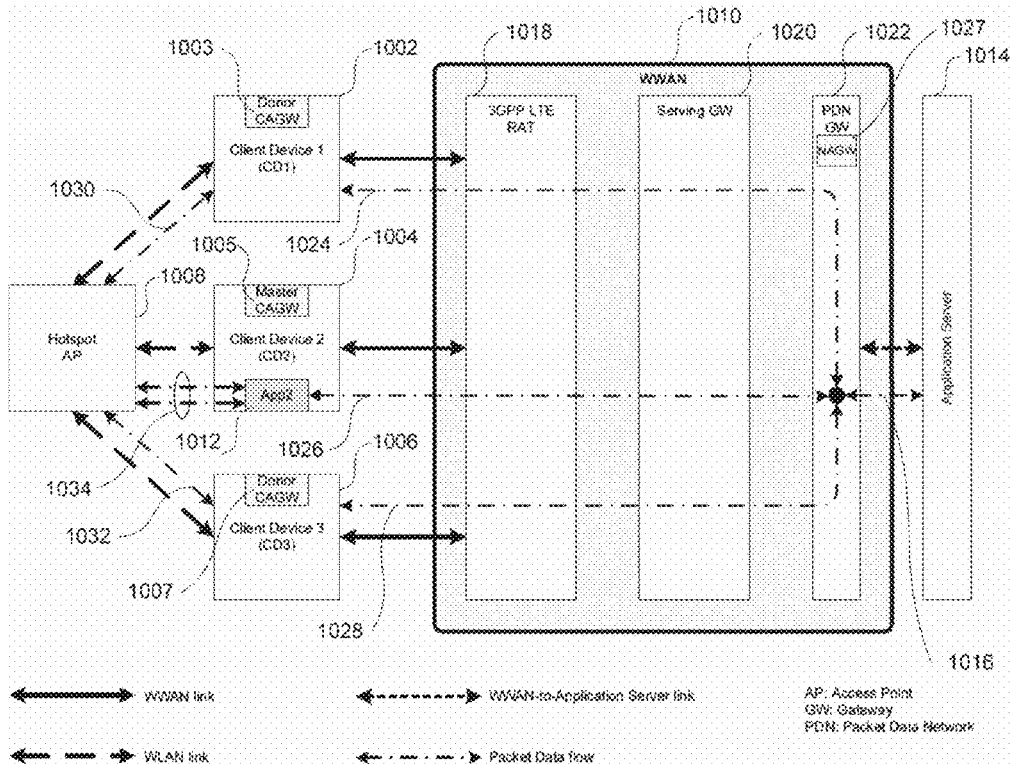 1003
1002
1018
1010
1020
1022
1027
1014
WWAN
Donor
CAGW
Client Device 1
(CD1)
3GPP LTE
RAT
Serving GW
PDN
GW
NAGW
1030
1024
1004
1005
1008
Master
CAGW
Client Device 2
(CD2)
Hotspot
AP
App2
Application Server
1012
1026
1006
1034
1032
Donor
CAGW
Client Device 3
(CD3)
1007
1028
1016
WWAN link
WWAN-to-Application Server link
AP: Access Point
GW: Gateway
PDN: Packet Data Network
WLAN link
Packet Data flow